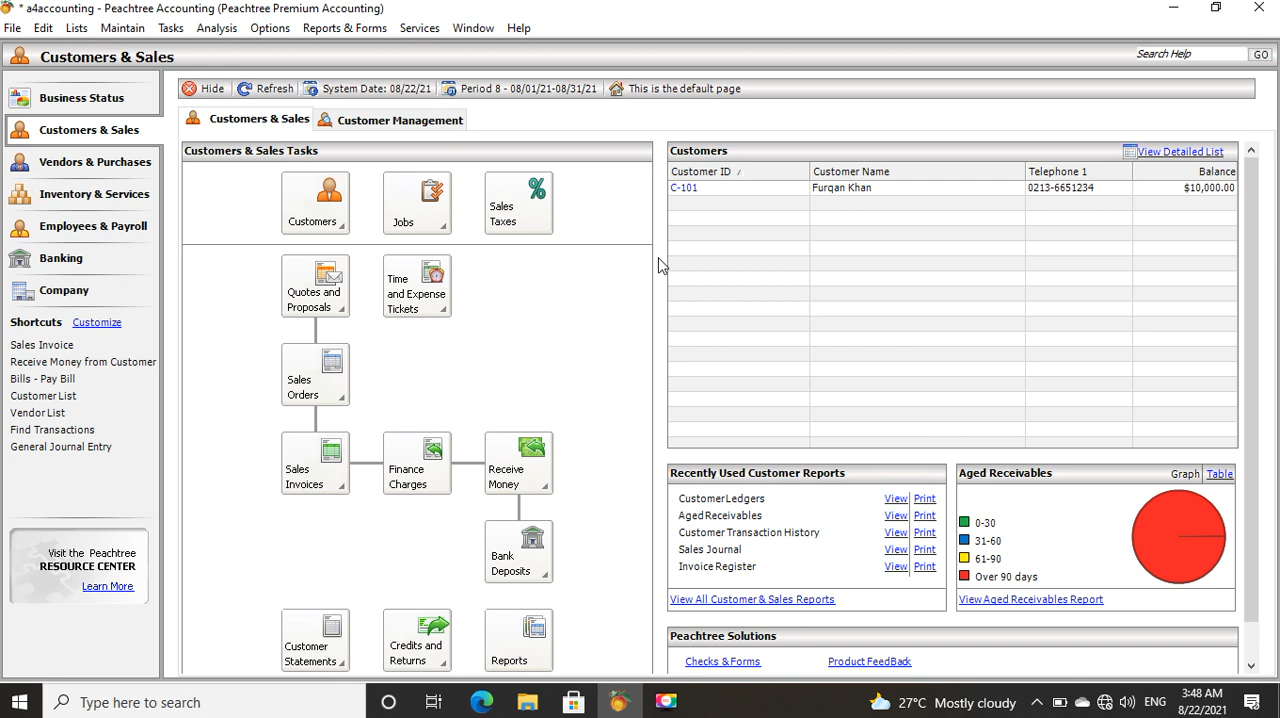 * a4accounting - Peachtree Accounting (Peachtree Premium Accounting)
File Edit Lists Maintain Tasks Analysis Options Reports & Forms Services Window Help
Customers & Sales
Search Help GO
Business Status
Customers & Sales
Vendors & Purchases
Inventory & Services
Employees & Payroll
Banking
Company
Shortcuts Customize
Sales Invoice
Receive Money from Customer
Bills - Pay Bill
Customer List
Vendor List
Find Transactions
General Journal Entry
Visit the Peachtree
RESOURCE CENTER
Learn More
Hide Refresh System Date: 08/22/21 Period 8 - 08/01/21-08/31/21 This is the default page
Customers & Sales Customer Management
Customers & Sales Tasks
Customers
Jobs
Sales
Taxes
Quotes and
Proposals
Time
and Expense
Tickets
Sales
Orders
Sales
Invoices
Finance
Charges
Receive
Money
Bank
Deposits
Customer
Statements
Credits and
Returns
Reports
Customers View Detailed List
Customer ID Customer Name Telephone 1 Balance
C-101 Furqan Khan 0213-6651234 $10,000.00
Recently Used Customer Reports
CustomerLedgers View Print
AgedReceivables View Print
Customer Transaction History View Print
Sales Journal View Print
Invoice Register View Print
View All Customer & Sales Reports
Aged Receivables Graph Table
0-30
31-60
61-90
Over 90 days
View Aged Receivables Report
Peachtree Solutions
Checks & Forms Product FeedBack
Type here to search
27°C Mostly cloudy
ENG
3:48 AM
8/22/2021